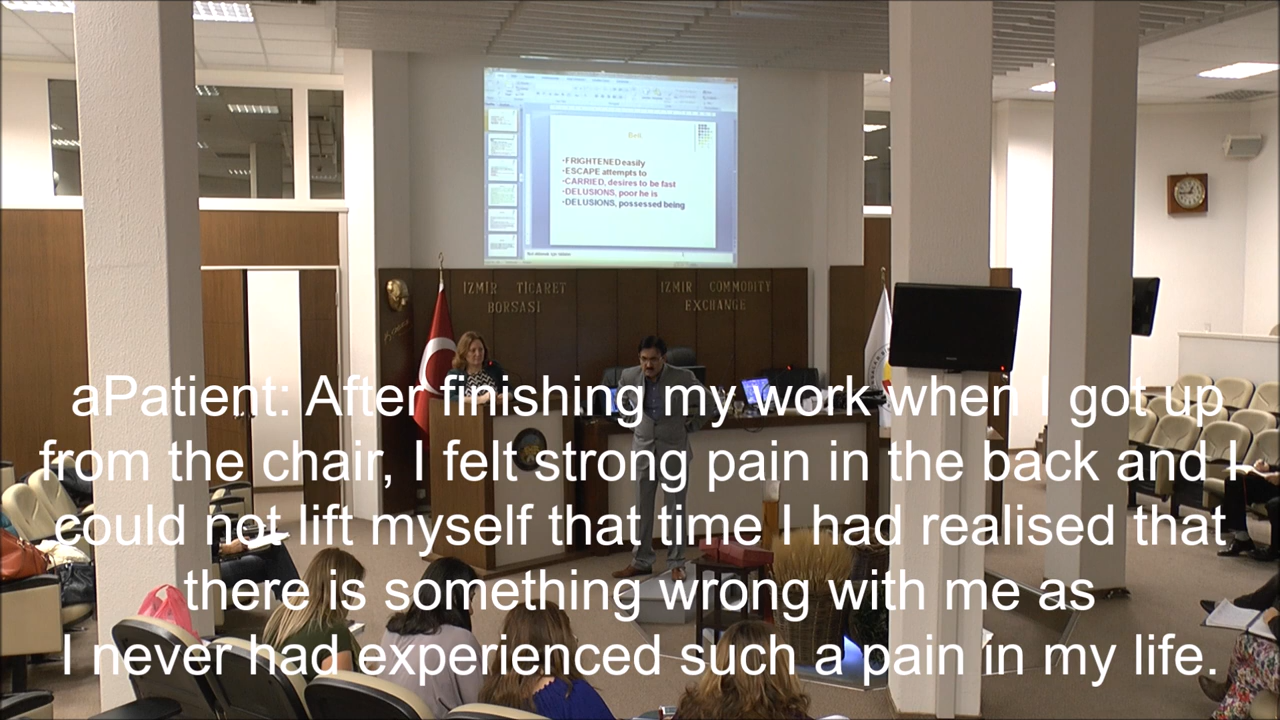 -FRIGHTENED easily
-ESCAPE attempts to
-CARRIED, desires to be fast
-DELUSIONS, poor he is
-DELUSIONS, possessed being
IZMİR TİCARET
BORSASI
IZMIR COMMODITY
EXCHANGE
aPatient: After finishing my work when I got up
from the chair, I felt strong pain in the back and I
could not lift myself that time I had realised that
there is something wrong with me as
I never had experienced such a pain in my life.